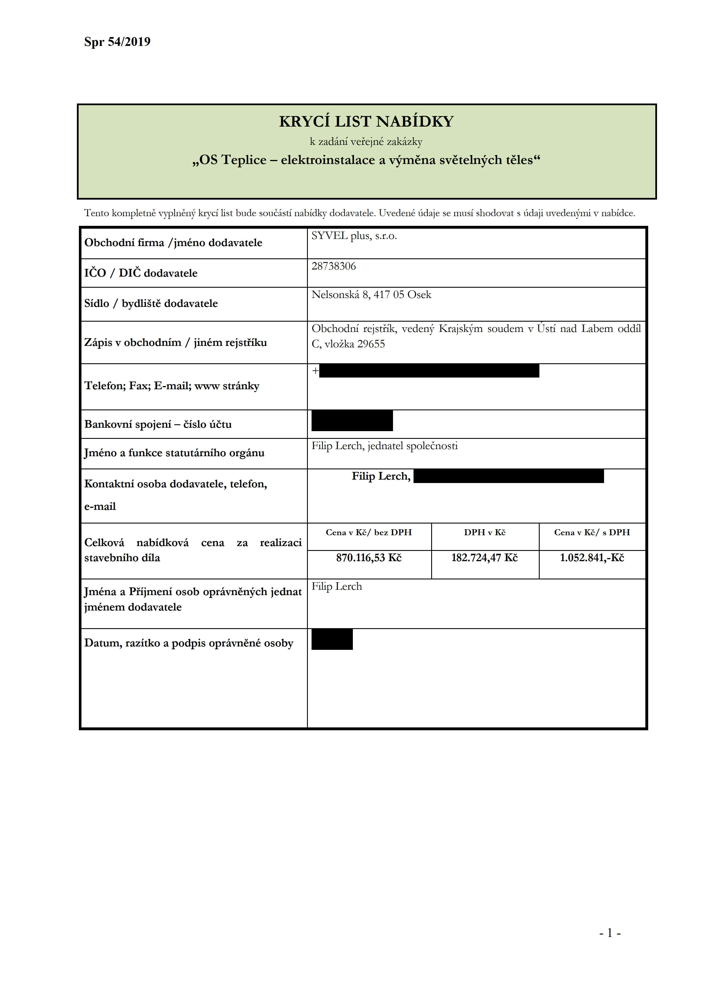 Spr 54/2019
KRYCÍ LIST NABÍDKY
k zadání veřejné zakázky
„OS Teplice – elektroinstalace a výměna světelných těles“
Tento kompletně vyplněný krycí list bude součástí nabídky dodavatele. Uvedené údaje se musí shodovat s údaji uvedenými v nabídce.
Obchodní firma /jméno dodavatele
SYVEL plus, s.r.o.
IČO / DIČ dodavatele
28738306
Sídlo / bydliště dodavatele
Nelsonská 8, 417 05 Osek
Zápis v obchodním / jiném rejstříku
Obchodní rejstřík, vedený Krajským soudem v Ústí nad Labem oddíl
C, vložka 29655
Telefon; Fax; E-mail; www stránky
+
Bankovní spojení – číslo účtu
Jméno a funkce statutárního orgánu
Filip Lerch, jednatel společnosti
Kontaktní osoba dodavatele, telefon,
e-mail
Filip Lerch,
Celková nabídková cena za realizaci
stavebního díla
Cena v Kč/ bez DPH
DPH v Kč
Cena v Kč/ s DPH
870.116,53 Kč
182.724,47 Kč
1.052.841,-Kč
Jména a Příjmení osob oprávněných jednat
jménem dodavatele
Filip Lerch
Datum, razítko a podpis oprávněné osoby
- 1 -